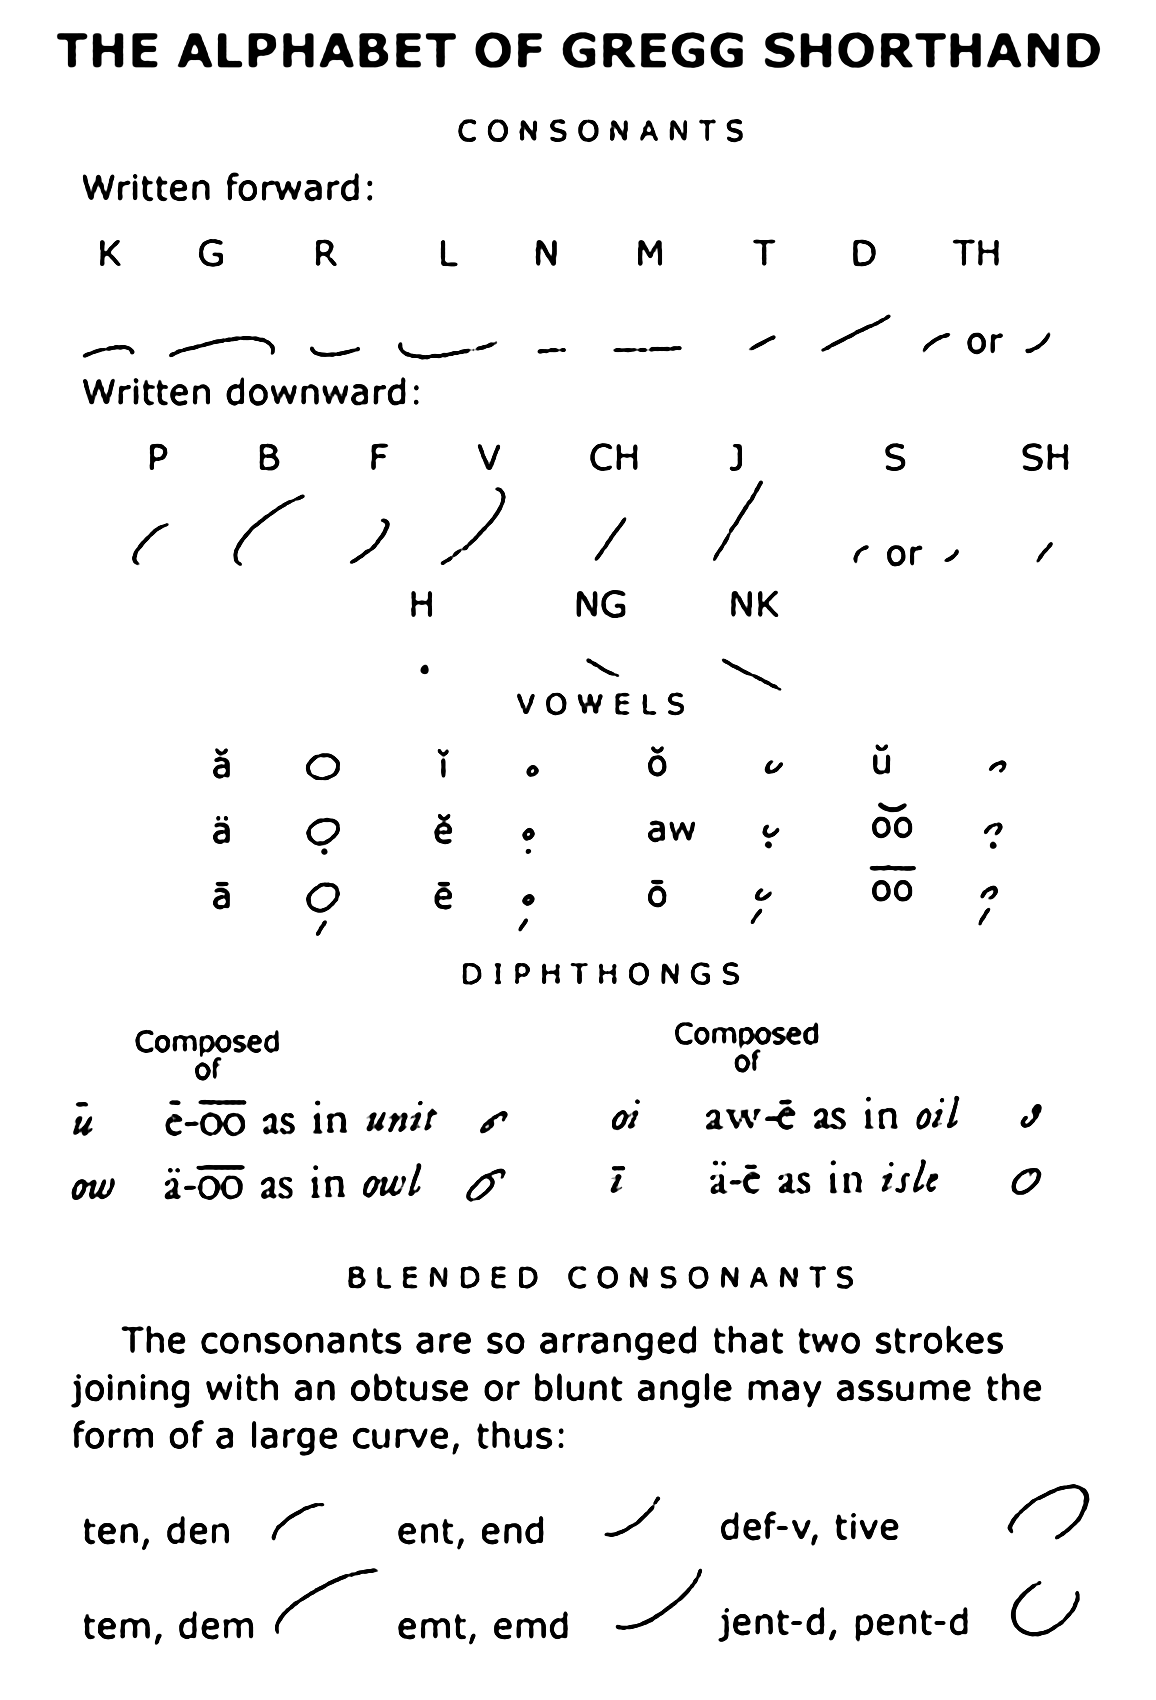 THE ALPHABET OF GREGG SHORTHAND
CONSONANTS
Written forward:
K G R L N M T D TH
or
Written downward:
P B F V CH J S SH
or
H NG NK
VOWELS
ă ĭ ŏ ŭ
ä ĕ aw o͝o
ā ē ō o͞o
DIPHTHONGS
Composed of Composed of
ū ē-o͞o as in unit oi aw-ē as in oil
ow ä-o͞o as in owl ī ä-ē as in isle
BLENDED CONSONANTS
The consonants are so arranged that two strokes
joining with an obtuse or blunt angle may assume the
form of a large curve, thus:
ten, den ent, end def-v, tive
tem, dem emt, emd jent-d, pent-d